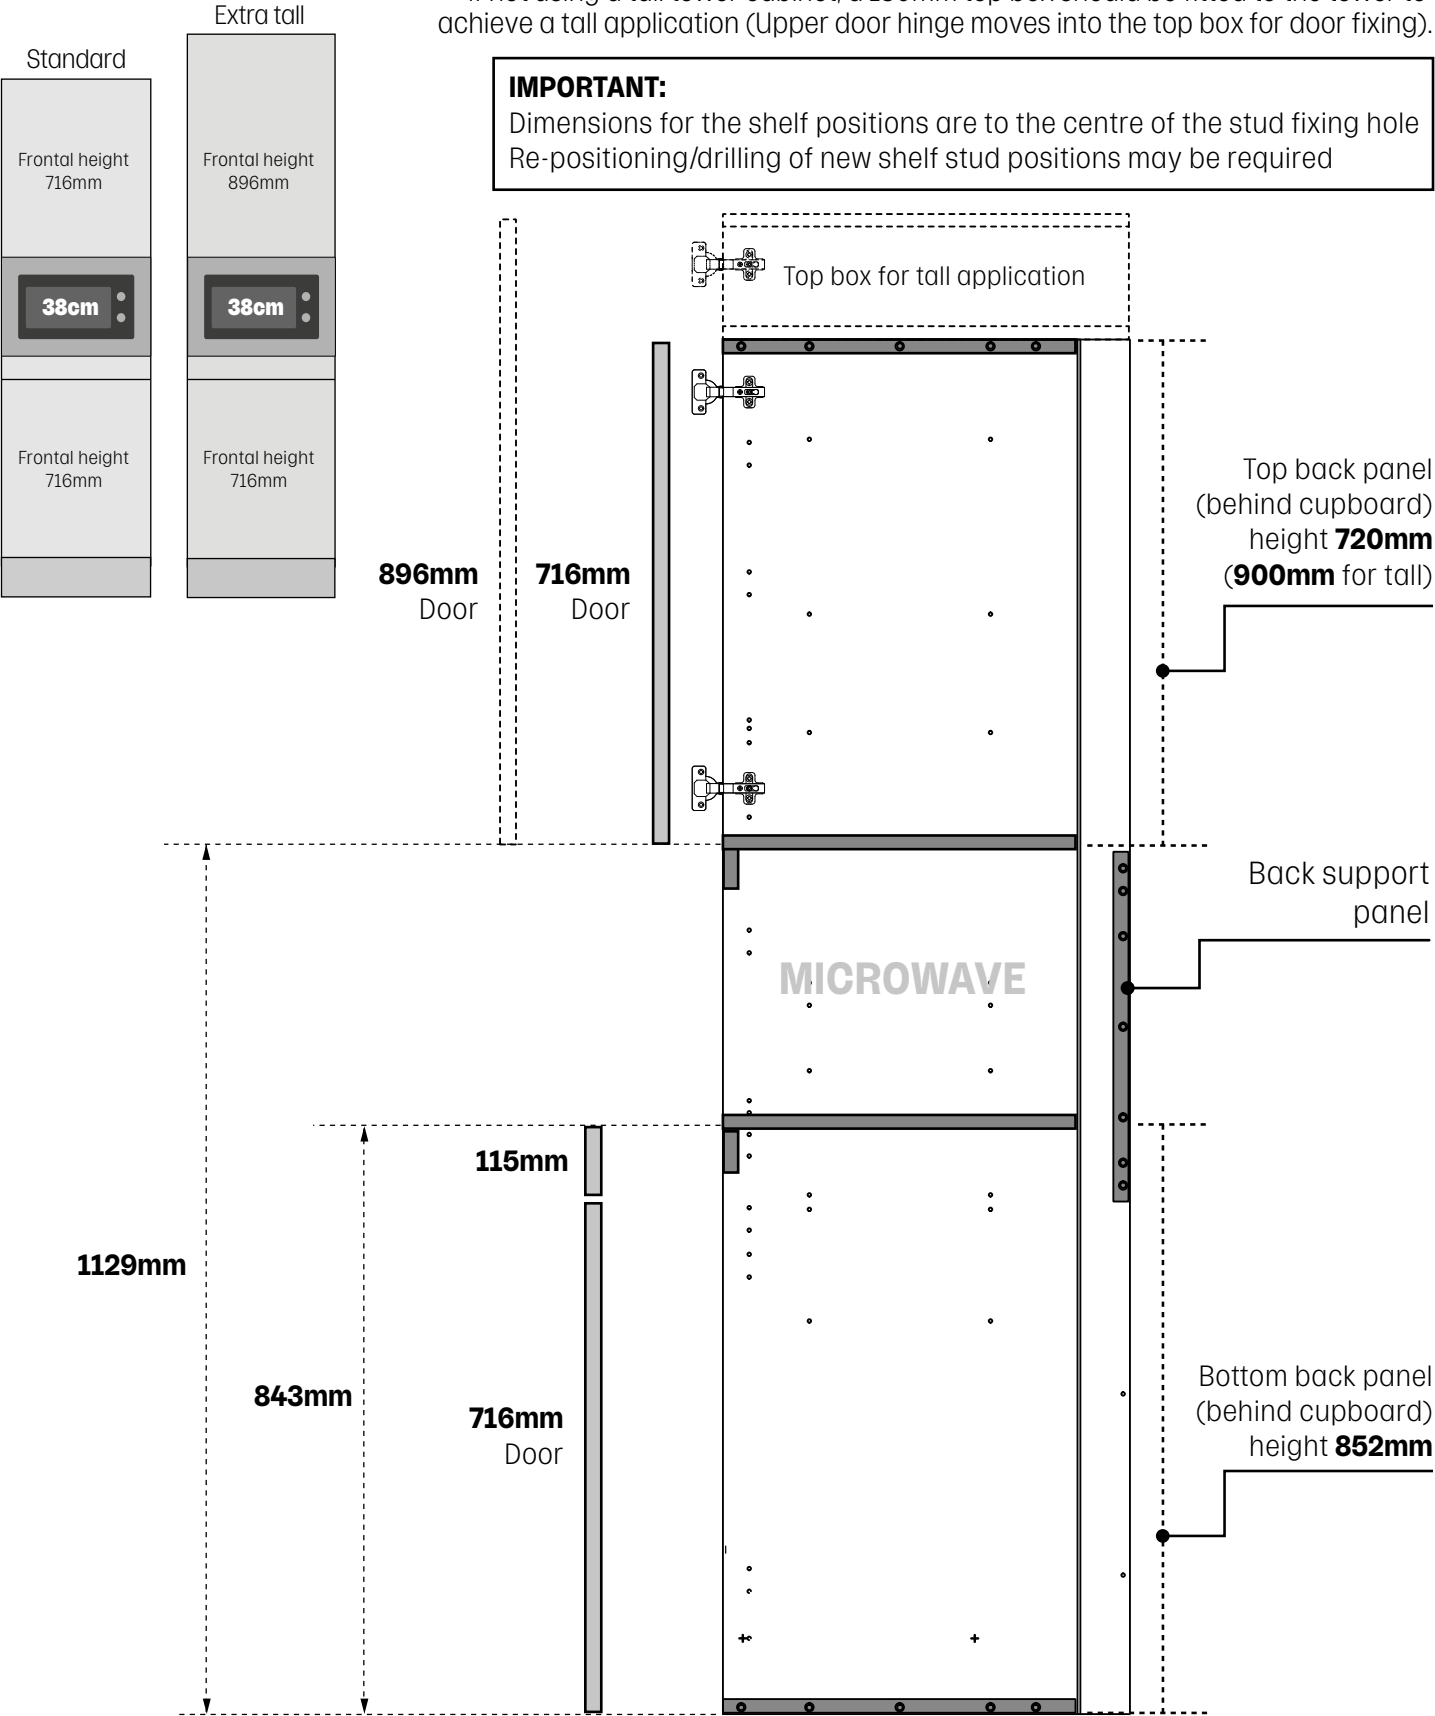 Extra tall
achieve a tall application (Upper door hinge moves into the top box for door fixing).
Standard
IMPORTANT:
Dimensions for the shelf positions are to the centre of the stud fixing hole
Re-positioning/drilling of new shelf stud positions may be required
Frontal height
716mm
Frontal height
896mm
38cm
38cm
Frontal height
716mm
Frontal height
716mm
Top box for tall application
Top back panel
(behind cupboard)
height 720mm
(900mm for tall)
896mm
Door
716mm
Door
Back support
panel
MICROWAVE
115mm
1129mm
843mm
716mm
Door
Bottom back panel
(behind cupboard)
height 852mm